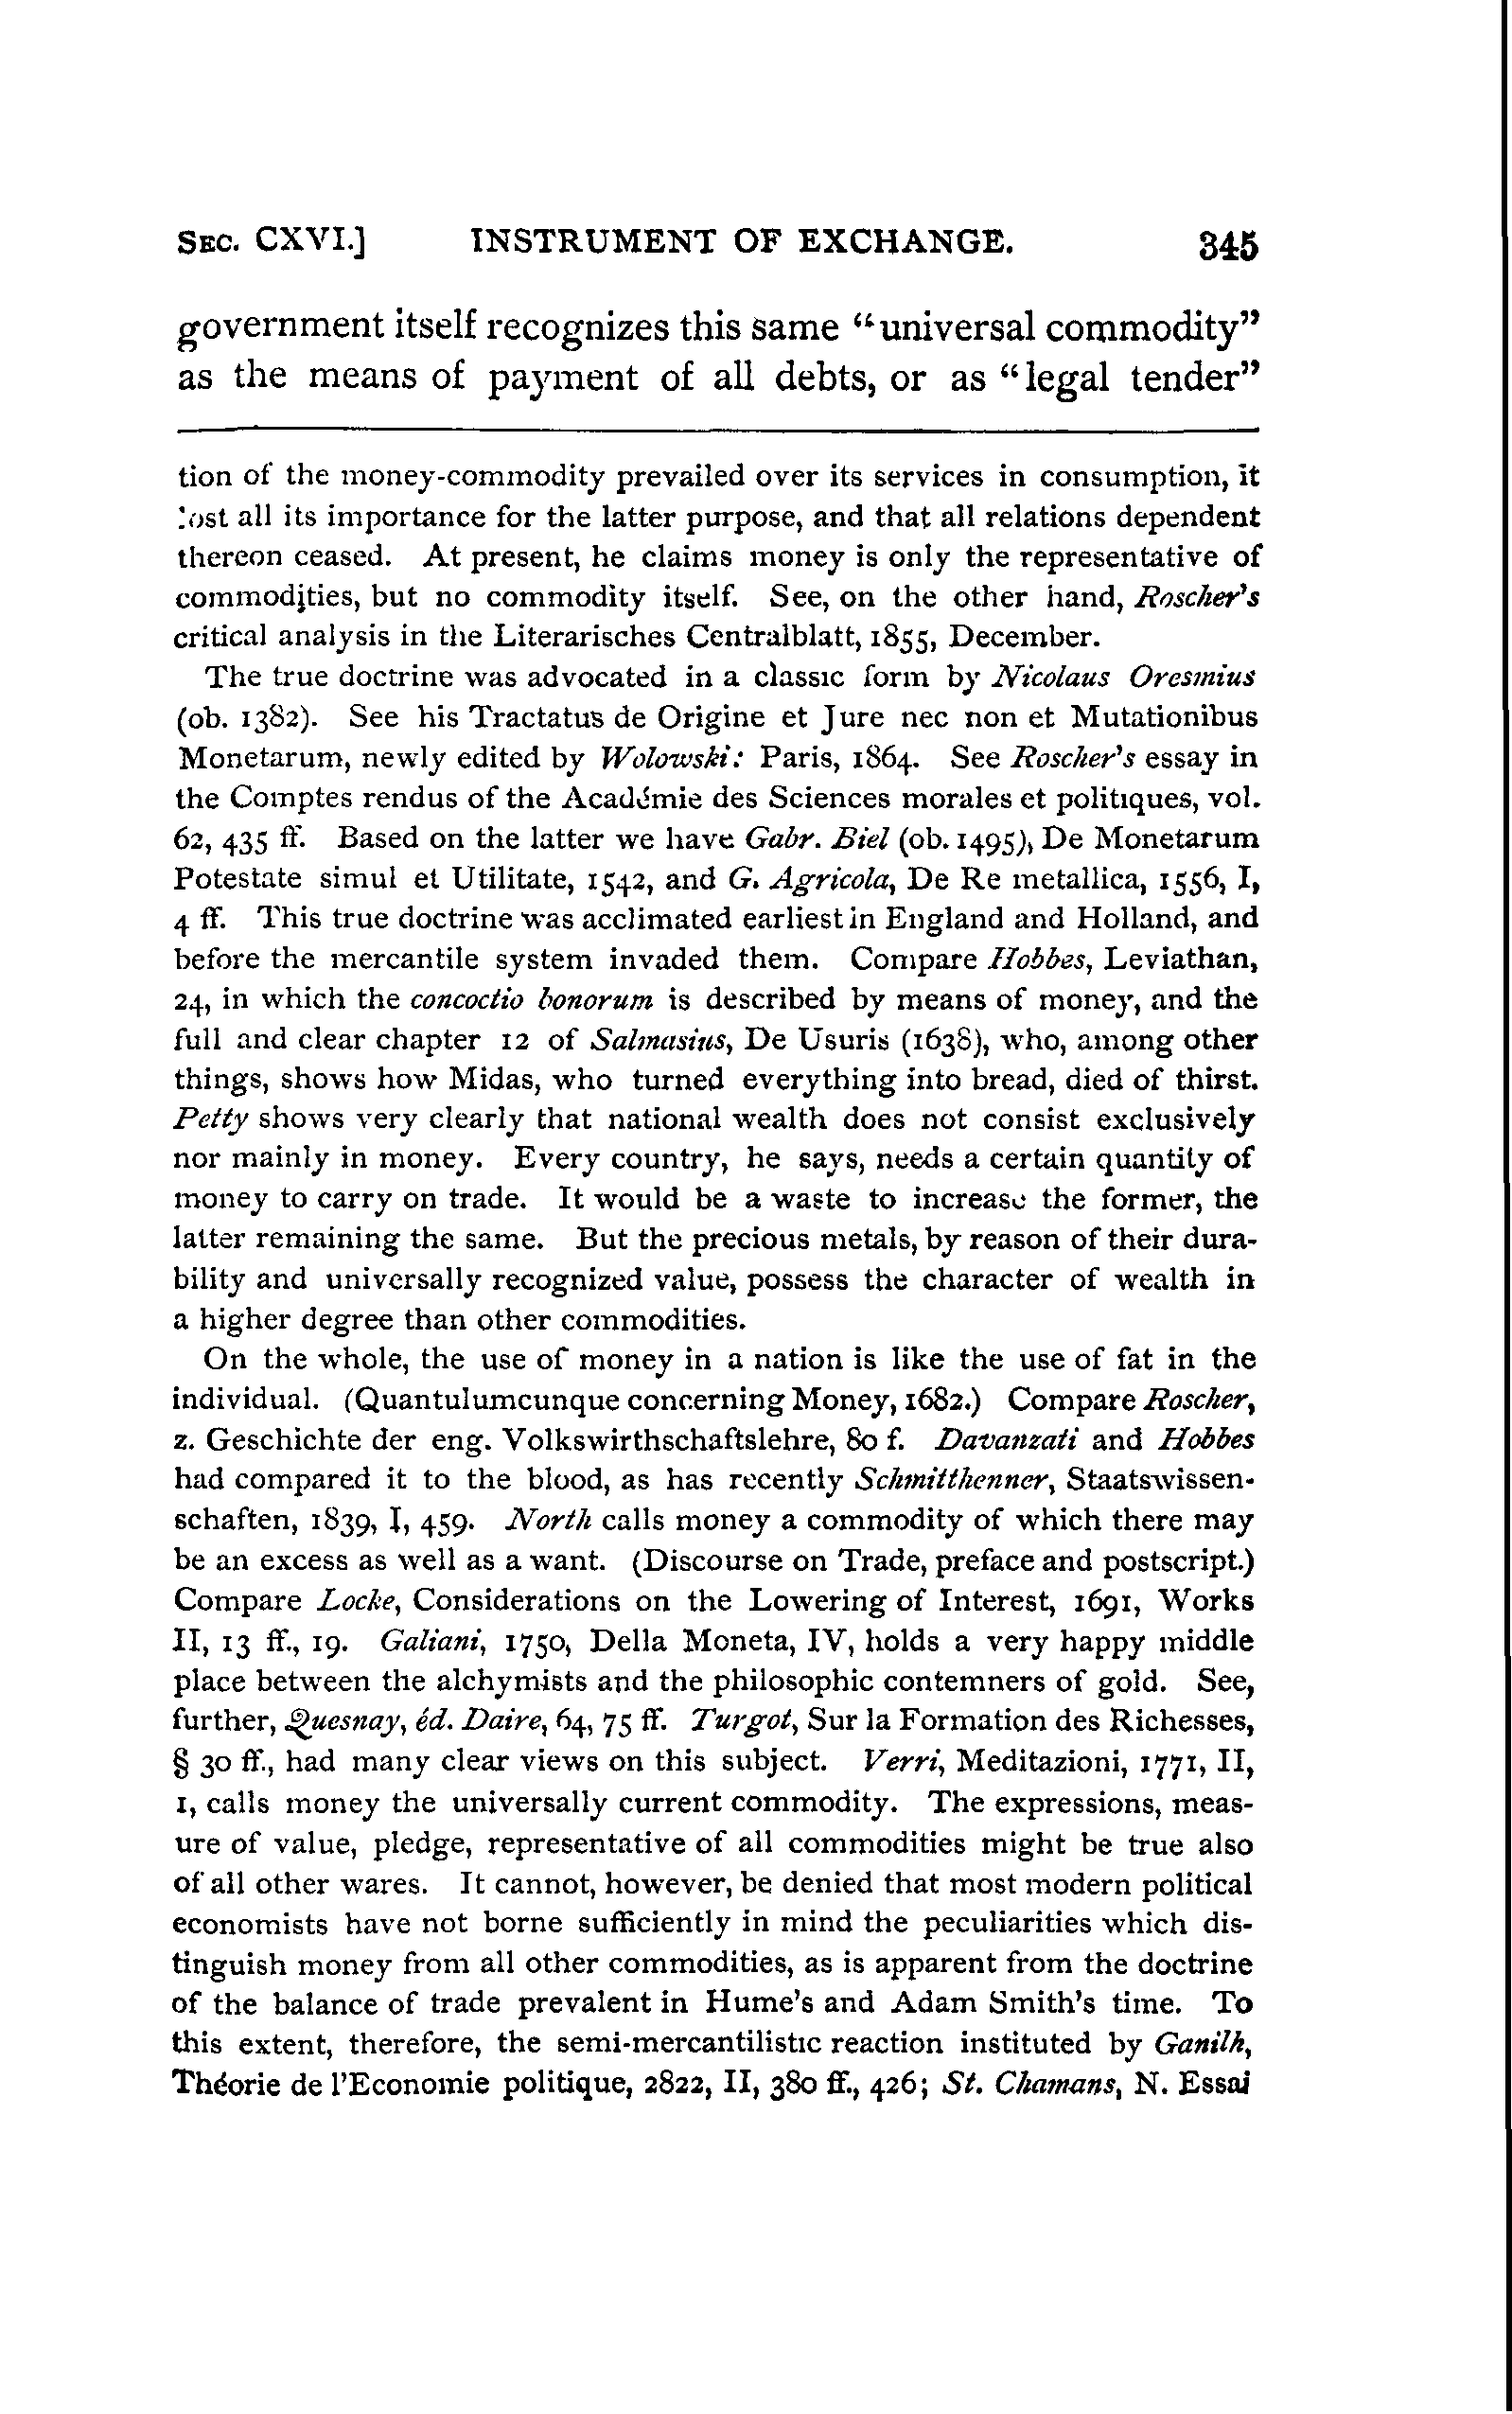 SEC. CXVI.] INSTRUMENT OF EXCHANGE. 345
government itself recognizes this same “universal commodity”
as the means of payment of all debts, or as “legal tender”
tion of the money-commodity prevailed over its services in consumption, it
lost all its importance for the latter purpose, and that all relations dependent
thereon ceased. At present, he claims money is only the representative of
commodities, but no commodity itself. See, on the other hand, Roscher's
critical analysis in the Literarisches Centralblatt, 1855, December.
The true doctrine was advocated in a classic form by Nicolaus Oresmius
(ob. 1382). See his Tractatus de Origine et Jure nec non et Mutationibus
Monetarum, newly edited by Wolowski: Paris, 1864. See Roscher's essay in
the Comptes rendus of the Académie des Sciences morales et politiques, vol.
62, 435 ff. Based on the latter we have Gabr. Biel (ob. 1495), De Monetarum
Potestate simul et Utilitate, 1542, and G. Agricola, De Re metallica, 1556, I,
4 ff. This true doctrine was acclimated earliest in England and Holland, and
before the mercantile system invaded them. Compare Hobbes, Leviathan,
24, in which the concoctio bonorum is described by means of money, and the
full and clear chapter 12 of Salmasius, De Usuris (1638), who, among other
things, shows how Midas, who turned everything into bread, died of thirst.
Petty shows very clearly that national wealth does not consist exclusively
nor mainly in money. Every country, he says, needs a certain quantity of
money to carry on trade. It would be a waste to increase the former, the
latter remaining the same. But the precious metals, by reason of their dura-
bility and universally recognized value, possess the character of wealth in
a higher degree than other commodities.
On the whole, the use of money in a nation is like the use of fat in the
individual. (Quantulumcunque concerning Money, 1682.) Compare Roscher,
z. Geschichte der eng. Volkswirthschaftslehre, 80 f. Davanzati and Hobbes
had compared it to the blood, as has recently Schmitthenner, Staatswissen-
schaften, 1839, I, 459. North calls money a commodity of which there may
be an excess as well as a want. (Discourse on Trade, preface and postscript.)
Compare Locke, Considerations on the Lowering of Interest, 1691, Works
II, 13 ff., 19. Galiani, 1750, Della Moneta, IV, holds a very happy middle
place between the alchymists and the philosophic contemners of gold. See,
further, Quesnay, éd. Daire, 64, 75 ff. Turgot, Sur la Formation des Richesses,
§ 30 ff., had many clear views on this subject. Verri, Meditazioni, 1771, II,
1, calls money the universally current commodity. The expressions, meas-
ure of value, pledge, representative of all commodities might be true also
of all other wares. It cannot, however, be denied that most modern political
economists have not borne sufficiently in mind the peculiarities which dis-
tinguish money from all other commodities, as is apparent from the doctrine
of the balance of trade prevalent in Hume's and Adam Smith's time. To
this extent, therefore, the semi-mercantilistic reaction instituted by Ganilh,
Théorie de l'Economie politique, 2822, II, 380 ff., 426; St. Chamans, N. Essai